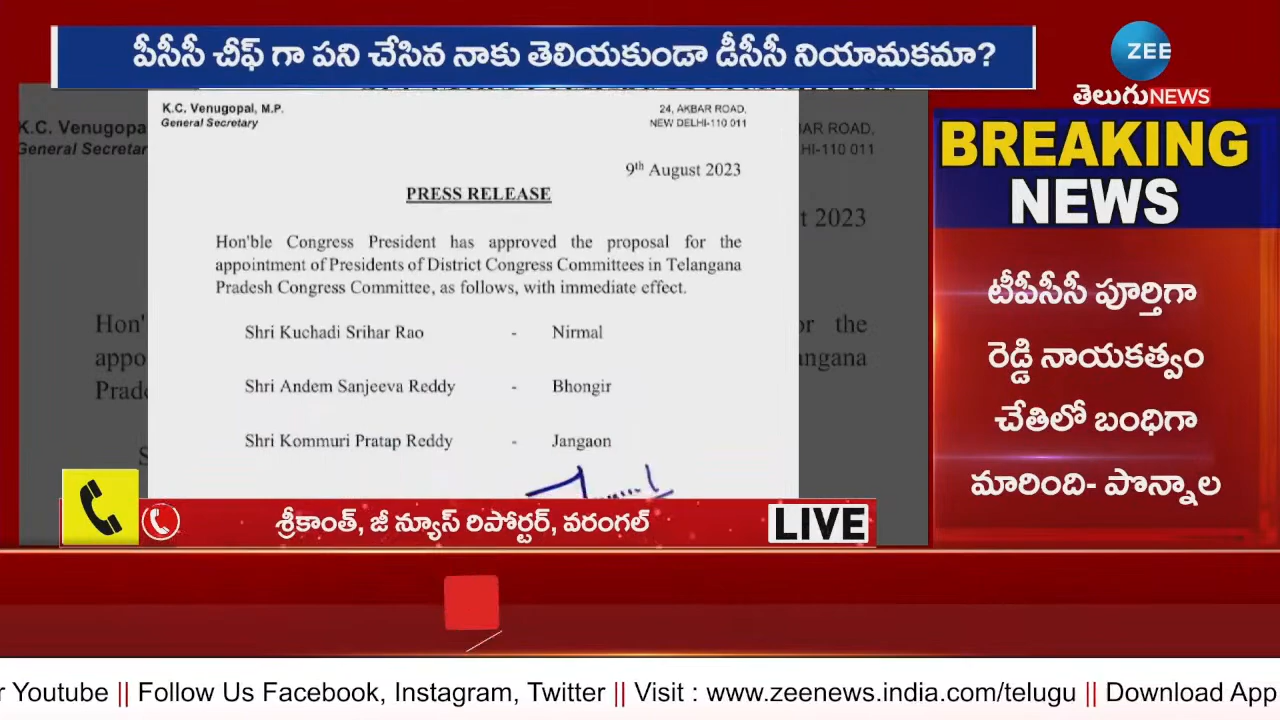 పీసీసీ చీఫ్ గా పని చేసిన నాకు తెలియకుండా డీసీసీ నియామకమా?
ZEE
తెలుగు NEWS
K.C. Venugopal, M.P.
General Secretary
24, AKBAR ROAD,
NEW DELHI-110 011
9th August 2023
PRESS RELEASE
Hon'ble Congress President has approved the proposal for the
appointment of Presidents of District Congress Committees in Telangana
Pradesh Congress Committee, as follows, with immediate effect.
Shri Kuchadi Srihar Rao - Nirmal
Shri Andem Sanjeeva Reddy - Bhongir
Shri Kommuri Pratap Reddy - Jangaon
BREAKING
NEWS
టీపీసీసీ పూర్తిగా
రెడ్డి నాయకత్వం
చేతిలో బంధిగా
మారింది- పొన్నాల
శ్రీకాంత్, జీ న్యూస్ రిపోర్టర్, వరంగల్
LIVE
r Youtube || Follow Us Facebook, Instagram, Twitter || Visit : www.zeenews.india.com/telugu || Download App